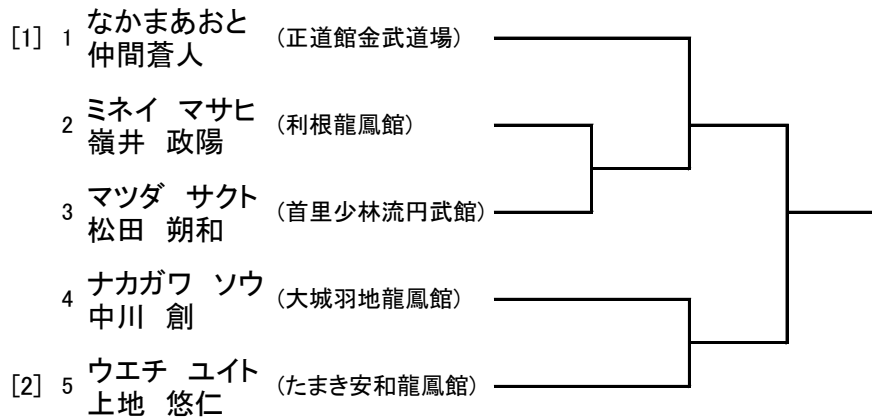 なかまあおと
[1] 1 仲間蒼人 (正道館金武道場)
ミネイ マサヒ
2 嶺井 政陽 (利根龍鳳館)
マツダ サクト
3 松田 朔和 (首里少林流円武館)
ナカガワ ソウ
4 中川 創 (大城羽地龍鳳館)
ウエチ ユイト
[2] 5 上地 悠仁 (たまき安和龍鳳館)